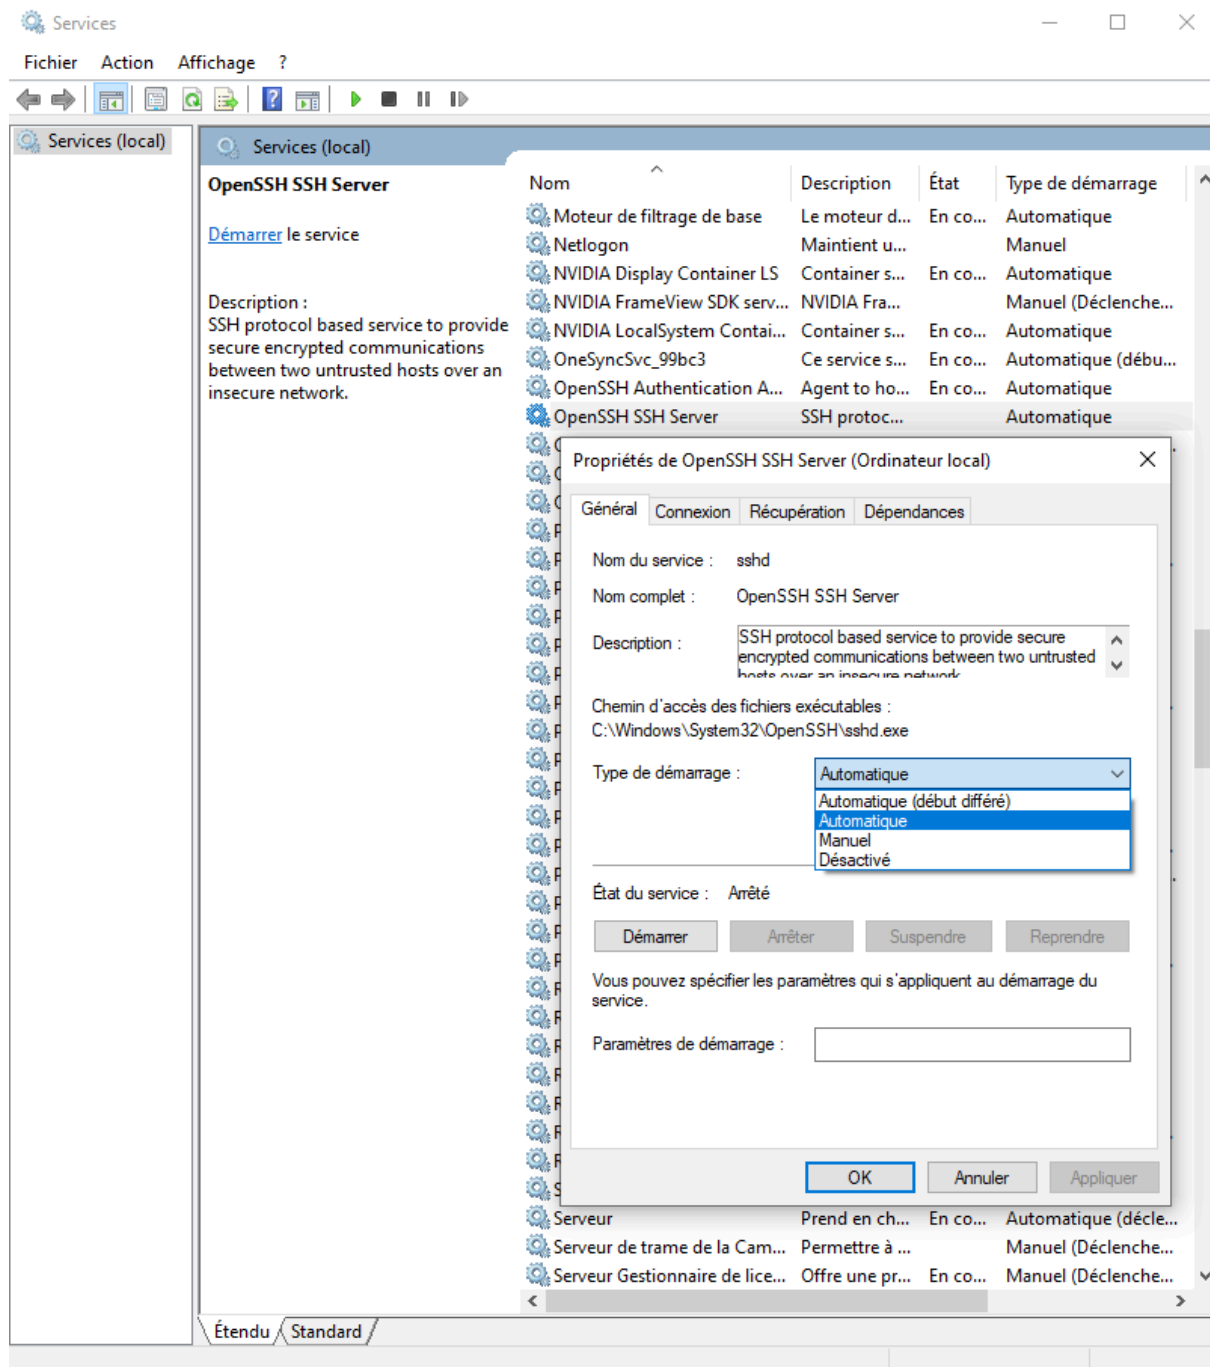 Services
Fichier Action Affichage ?
Services (local)
Services (local)
OpenSSH SSH Server
Démarrer le service
Description :
SSH protocol based service to provide
secure encrypted communications
between two untrusted hosts over an
insecure network.
Nom Description État Type de démarrage
Moteur de filtrage de base Le moteur d... En co... Automatique
Netlogon Maintient u... Manuel
NVIDIA Display Container LS Container s... En co... Automatique
NVIDIA FrameView SDK serv... NVIDIA Fra... Manuel (Déclenche...
NVIDIA LocalSystem Contai... Container s... En co... Automatique
OneSyncSvc_99bc3 Ce service s... En co... Automatique (débu...
OpenSSH Authentication A... Agent to ho... En co... Automatique
OpenSSH SSH Server SSH protoc... Automatique
Propriétés de OpenSSH SSH Server (Ordinateur local)
Général Connexion Récupération Dépendances
Nom du service : sshd
Nom complet : OpenSSH SSH Server
Description : SSH protocol based service to provide secure
encrypted communications between two untrusted
hosts over an insecure network.
Chemin d'accès des fichiers exécutables :
C:\Windows\System32\OpenSSH\sshd.exe
Type de démarrage : Automatique
Automatique (début différé)
Automatique
Manuel
Désactivé
État du service : Arrêté
Démarrer Arrêter Suspendre Reprendre
Vous pouvez spécifier les paramètres qui s'appliquent au démarrage du
service.
Paramètres de démarrage :
OK Annuler Appliquer
Serveur Prend en ch... En co... Automatique (décle...
Serveur de trame de la Cam... Permettre à ... Manuel (Déclenche...
Serveur Gestionnaire de lice... Offre une pr... En co... Manuel (Déclenche...
Étendu Standard